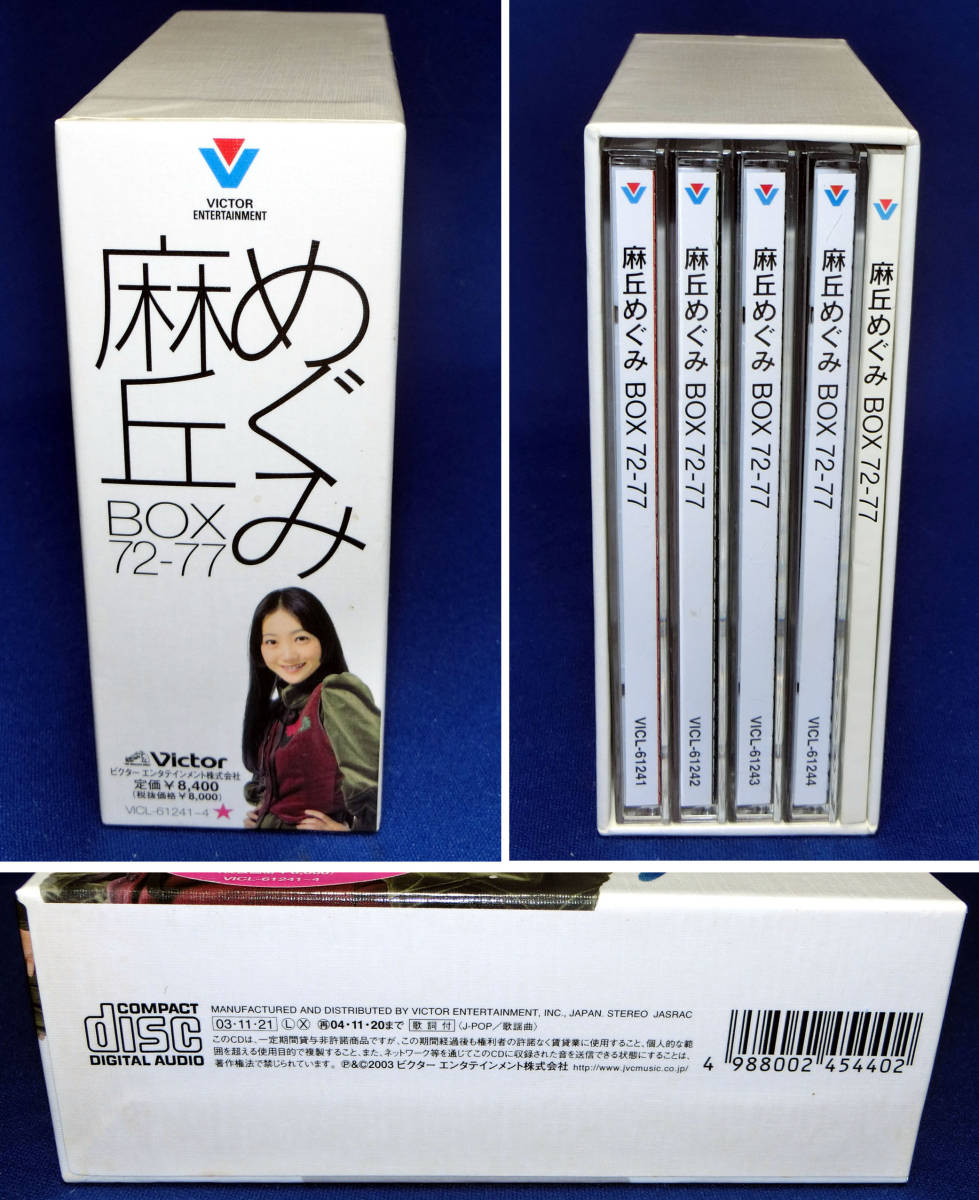 VICTOR
ENTERTAINMENT
麻丘
めぐみ
BOX
72-77
Victor
ビクター エンタテインメント株式会社
定価¥8,400
(税抜価格¥8,000)
VICL-61241~4
麻丘めぐみ BOX 72-77
VICL-61241
麻丘めぐみ BOX 72-77
VICL-61242
麻丘めぐみ BOX 72-77
VICL-61243
麻丘めぐみ BOX 72-77
VICL-61244
麻丘めぐみ BOX 72-77
VICL-61241~4
COMPACT
disc
DIGITAL AUDIO
MANUFACTURED AND DISTRIBUTED BY VICTOR ENTERTAINMENT, INC., JAPAN. STEREO JASRAC
03・11・21 Ⓛ Ⓧ ㊢04・11・20まで 歌詞付 〈J-POP/歌謡曲〉
このCDは、一定期間貸与非許諾商品ですが、この期間経過後も権利者の許諾なく賃貸業に使用すること、個人的な範
囲を超える使用目的で複製すること、また、ネットワーク等を通じてこのCDに収録された音を送信できる状態にすることは、
著作権法で禁じられています。 ℗&©2003 ビクター エンタテインメント株式会社 http://www.jvcmusic.co.jp/
4 988002 454402